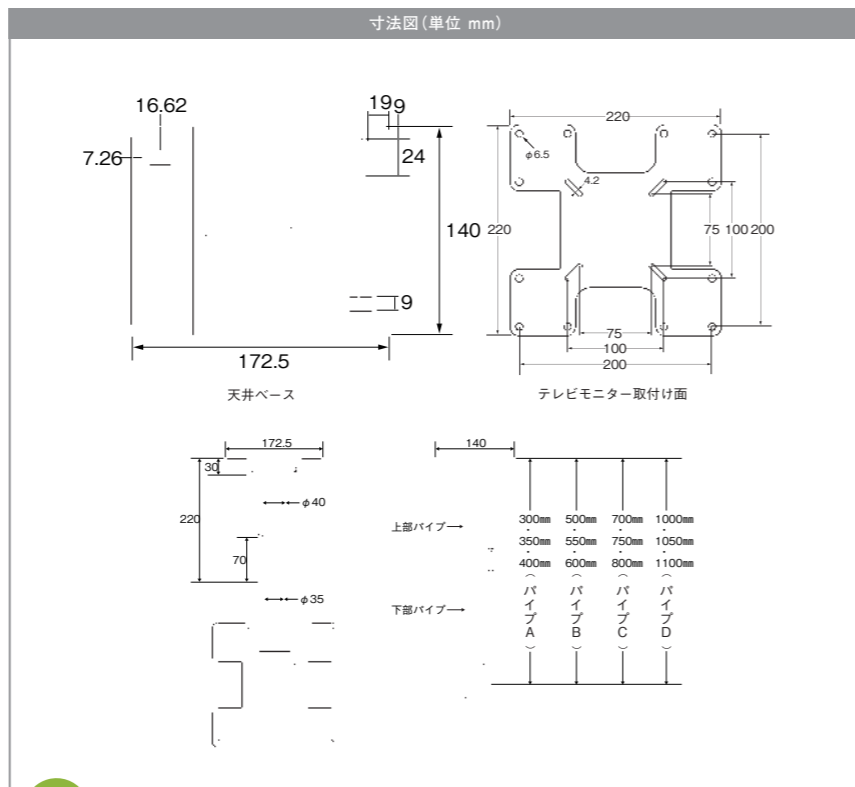 寸法図(単位 mm)
16.62
19
9
7.26
24
140
9
172.5
天井ベース
220
φ6.5
4.2
220
75
100
200
75
100
200
テレビモニター取付け面
172.5
30
220
φ40
70
φ35
140
上部パイプ
下部パイプ
300㎜・350㎜・400㎜(パイプA)
500㎜・550㎜・600㎜(パイプB)
700㎜・750㎜・800㎜(パイプC)
1000㎜・1050㎜・1100㎜(パイプD)